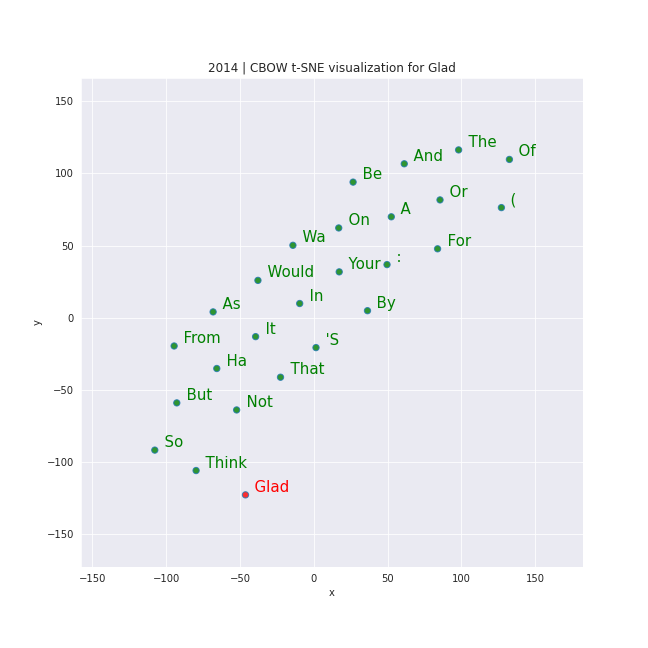 2014 | CBOW t-SNE visualization for Glad
150
The
Of
And
100
Be
Or
(
A
On
For
Wa
50
:
Your
Would
In
By
As
0
It
'S
From
Ha
That
−50
But
Not
So
−100
Think
Glad
−150
−150
−100
−50
0
50
100
150
x
y